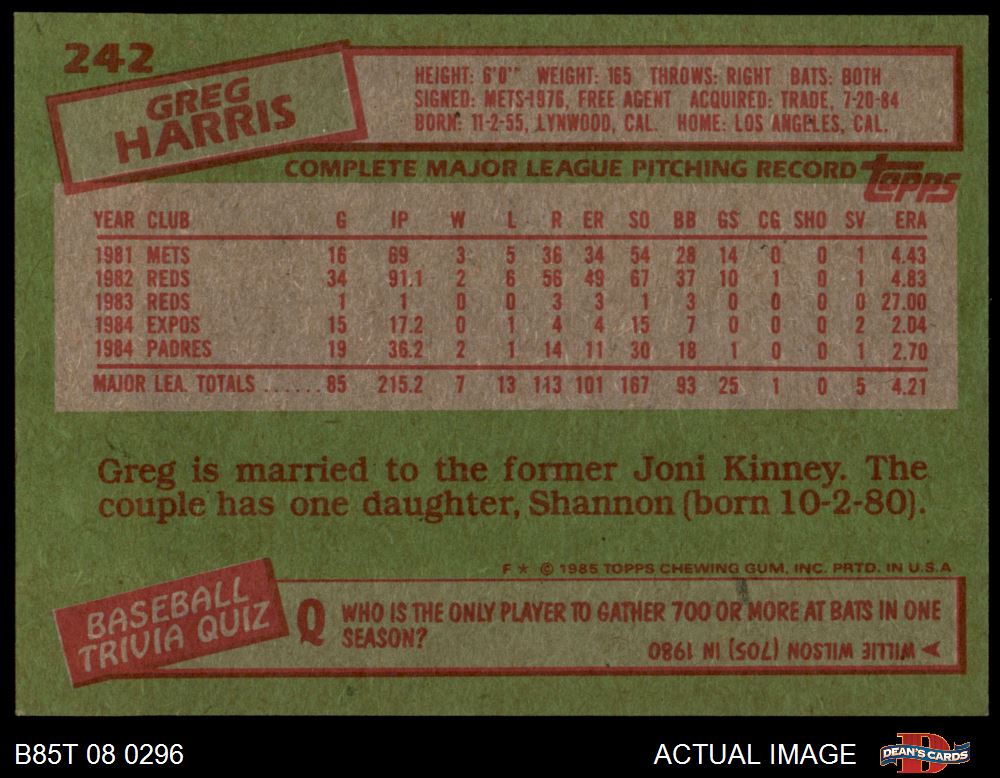 242
GREG
HARRIS
HEIGHT: 6'0" WEIGHT: 165 THROWS: RIGHT BATS: BOTH
SIGNED: METS-1976, FREE AGENT ACQUIRED: TRADE, 7-20-84
BORN: 11-2-55, LYNWOOD, CAL. HOME: LOS ANGELES, CAL.
COMPLETE MAJOR LEAGUE PITCHING RECORD topps
YEAR CLUB G IP W L R ER SO BB GS CG SHO SV ERA
1981 METS 16 69 3 5 36 34 54 28 14 0 0 1 4.43
1982 REDS 34 91.1 2 6 56 49 67 37 10 1 0 1 4.83
1983 REDS 1 1 0 0 3 3 1 3 0 0 0 0 27.00
1984 EXPOS 15 17.2 0 1 4 4 15 7 0 0 0 2 2.04
1984 PADRES 19 36.2 2 1 14 11 30 18 1 0 0 1 2.70
MAJOR LEA. TOTALS ...... 85 215.2 7 13 113 101 167 93 25 1 0 5 4.21
Greg is married to the former Joni Kinney. The
couple has one daughter, Shannon (born 10-2-80).
F * © 1985 TOPPS CHEWING GUM, INC. PRTD. IN U.S.A
BASEBALL
TRIVIA QUIZ
Q WHO IS THE ONLY PLAYER TO GATHER 700 OR MORE AT BATS IN ONE
SEASON?
WILLIE WILSON (705) IN 1980
B85T 08 0296
ACTUAL IMAGE
DEAN'S CARDS